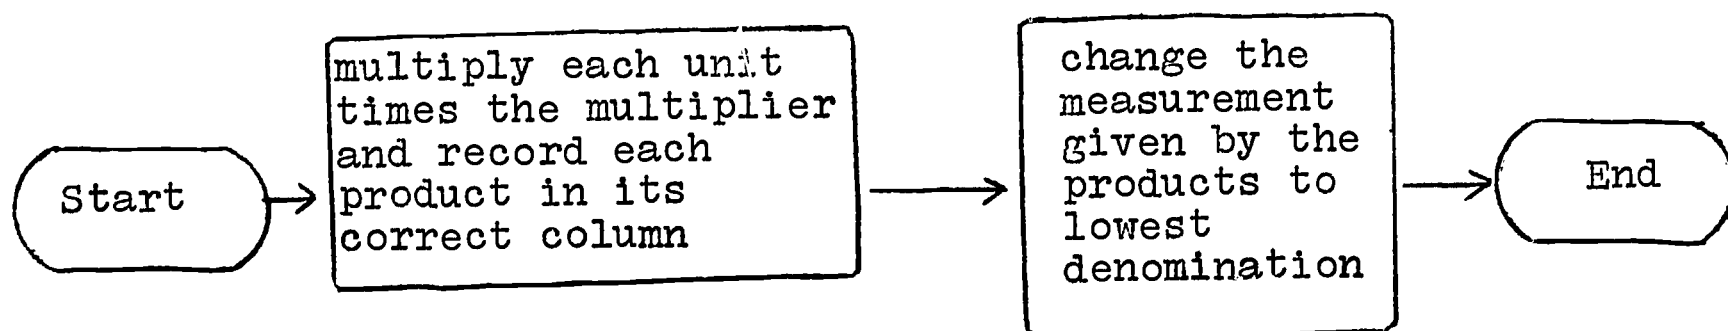 Start
multiply each unit
times the multiplier
and record each
product in its
correct column
change the
measurement
given by the
products to
lowest
denomination
End